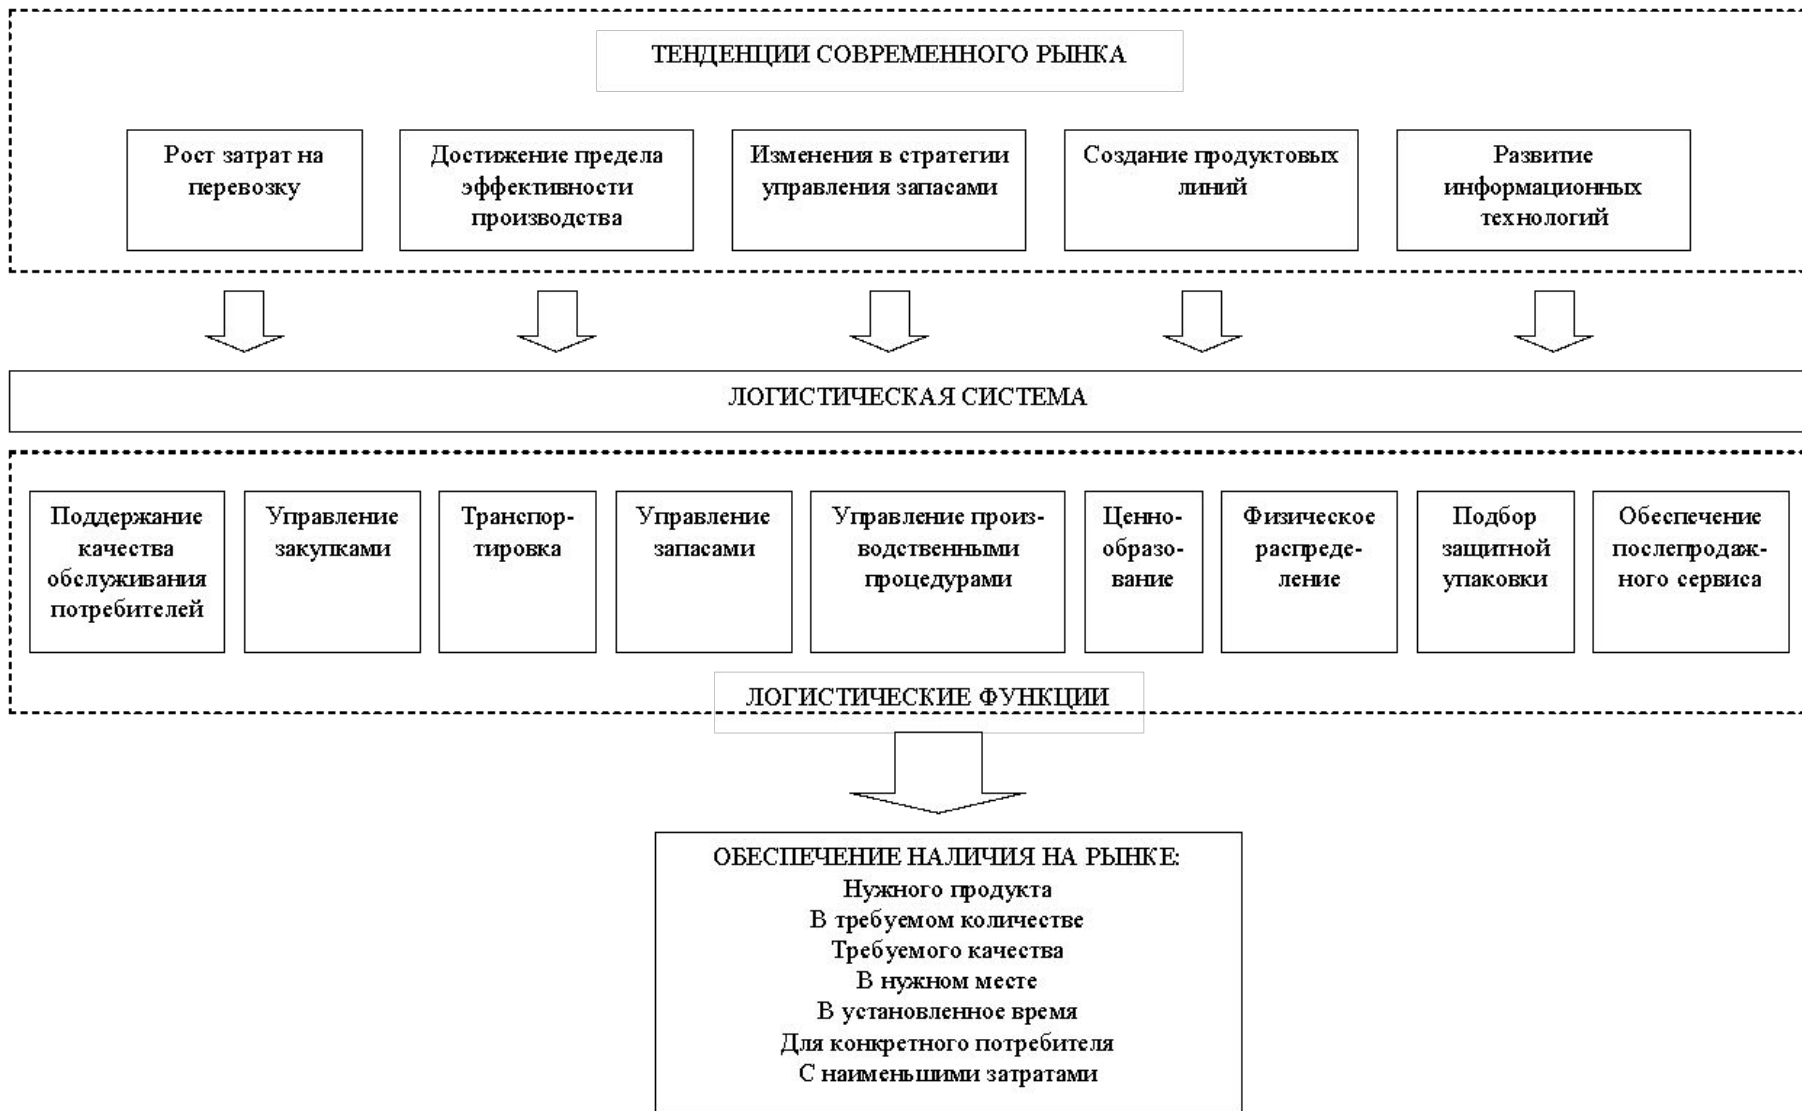 ТЕНДЕНЦИИ СОВРЕМЕННОГО РЫНКА
Рост затрат на
перевозку
Достижение предела
эффективности
производства
Изменения в стратегии
управления запасами
Создание продуктовых
линий
Развитие
информационных
технологий
ЛОГИСТИЧЕСКАЯ СИСТЕМА
Поддержание
качества
обслуживания
потребителей
Управление
закупками
Транспор-
тировка
Управление
запасами
Управление произ-
водственными
процедурами
Ценно-
образо-
вание
Физическое
распреде-
ление
Подбор
защитной
упаковки
Обеспечение
послепродаж-
ного сервиса
ЛОГИСТИЧЕСКИЕ ФУНКЦИИ
ОБЕСПЕЧЕНИЕ НАЛИЧИЯ НА РЫНКЕ:
Нужного продукта
В требуемом количестве
Требуемого качества
В нужном месте
В установленное время
Для конкретного потребителя
С наименьшими затратами